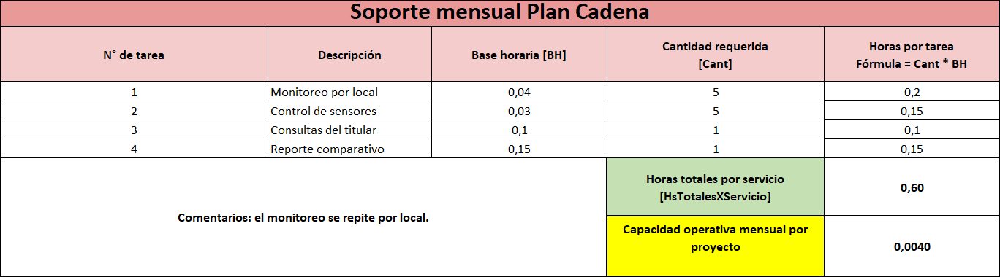 Soporte mensual Plan Cadena
N° de tarea
Descripción
Base horaria [BH]
Cantidad requerida
[Cant]
Horas por tarea
Fórmula = Cant * BH
1 Monitoreo por local 0,04 5 0,2
2 Control de sensores 0,03 5 0,15
3 Consultas del titular 0,1 1 0,1
4 Reporte comparativo 0,15 1 0,15
Comentarios: el monitoreo se repite por local.
Horas totales por servicio
[HsTotalesXServicio]
0,60
Capacidad operativa mensual por
proyecto
0,0040